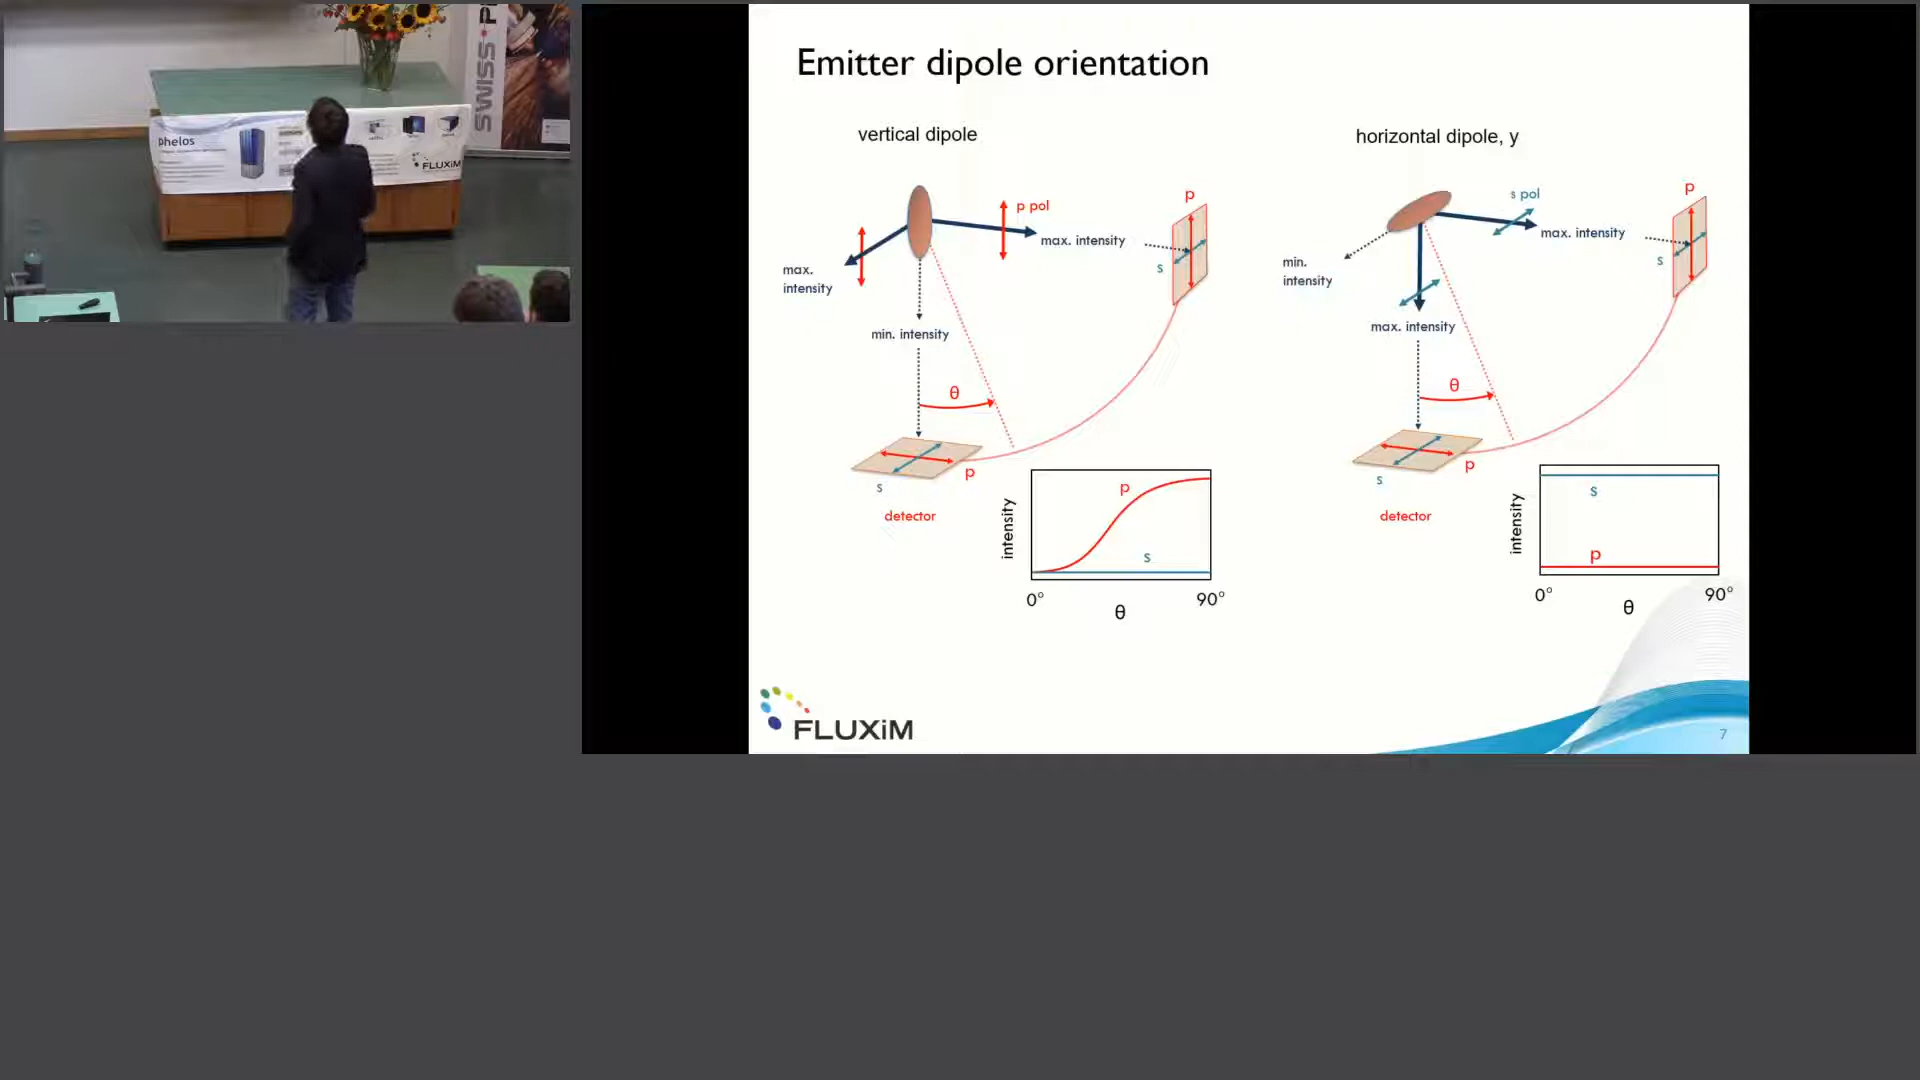 SWISS PH
phelos
FLUXiM
Emitter dipole orientation
vertical dipole
p pol
max. intensity
max.
intensity
min. intensity
θ
p
s
p
s
detector
intensity
p
s
0°
90°
θ
horizontal dipole, y
s pol
max. intensity
min.
intensity
max. intensity
θ
p
s
p
s
detector
intensity
s
p
0°
90°
θ
FLUXiM
7